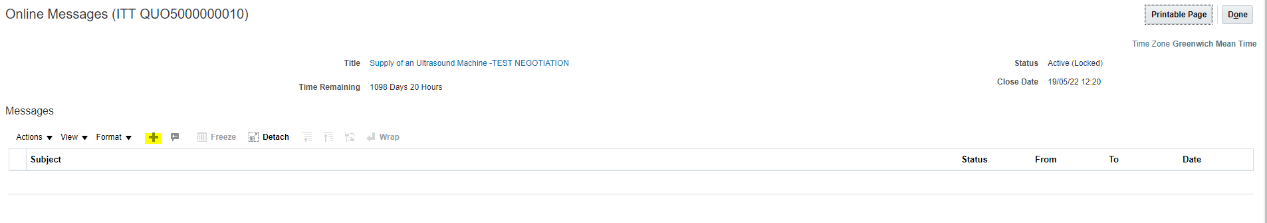 Online Messages (ITT QUO5000000010)
Printable Page
Done
Time Zone Greenwich Mean Time
Title Supply of an Ultrasound Machine -TEST NEGOTIATION
Status Active (Locked)
Time Remaining 1098 Days 20 Hours
Close Date 19/05/22 12:20
Messages
Actions View Format Freeze Detach Wrap
Subject Status From To Date